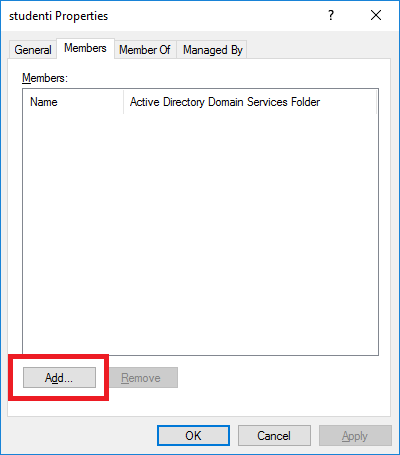 studenti Properties
?
General Members Member Of Managed By
Members:
Name Active Directory Domain Services Folder
Add... Remove
OK Cancel Apply